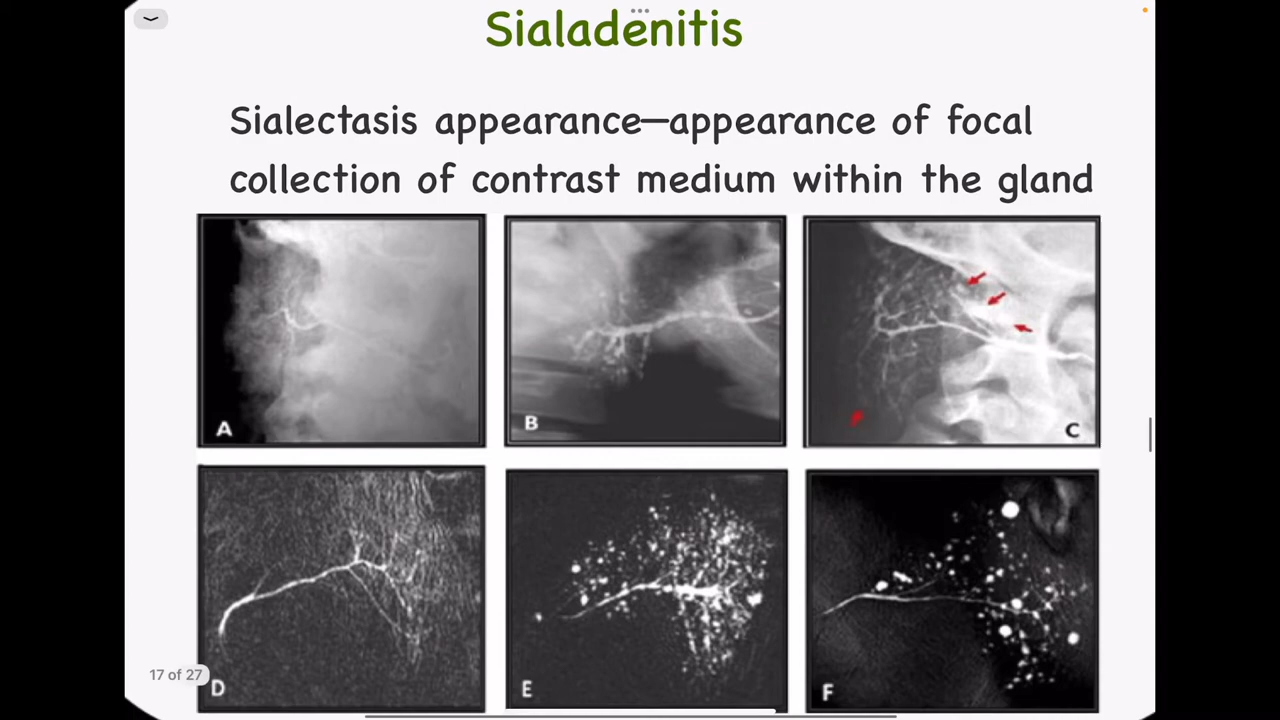 Sialadenitis
Sialectasis appearance—appearance of focal
collection of contrast medium within the gland
A
B
C
D
E
F
17 of 27